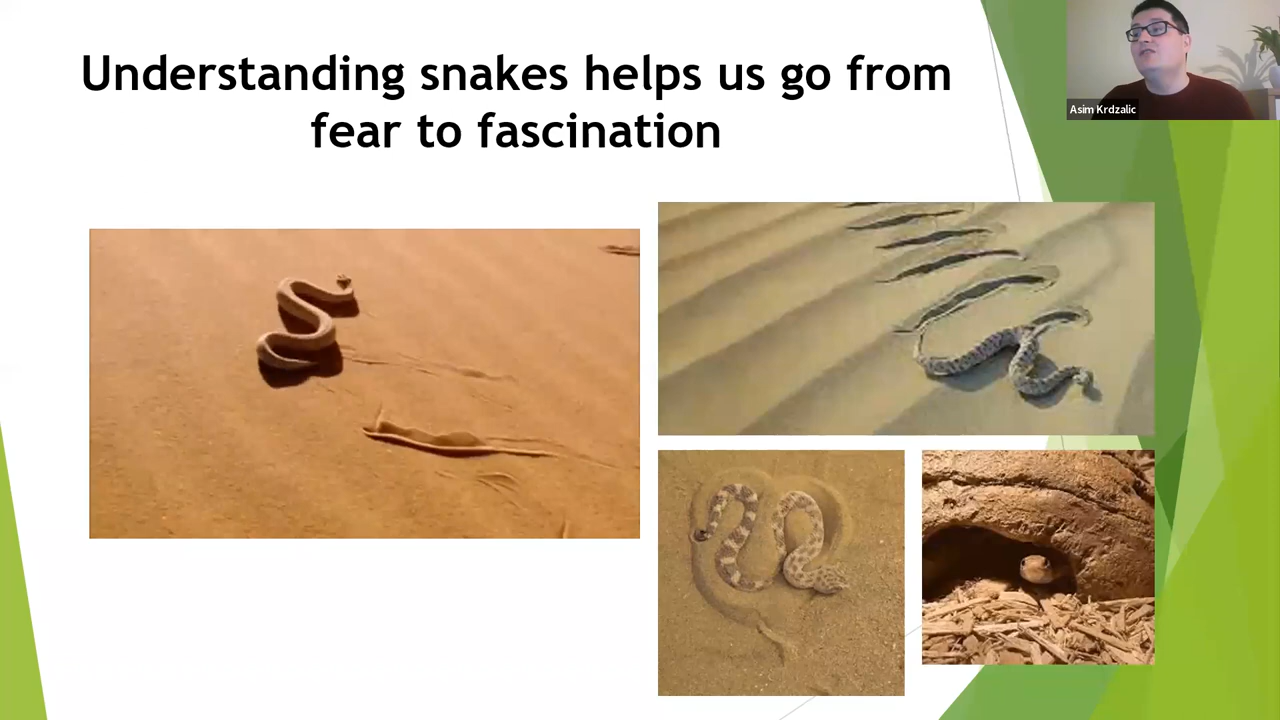 Understanding snakes helps us go from
fear to fascination
Asim Krdzalic